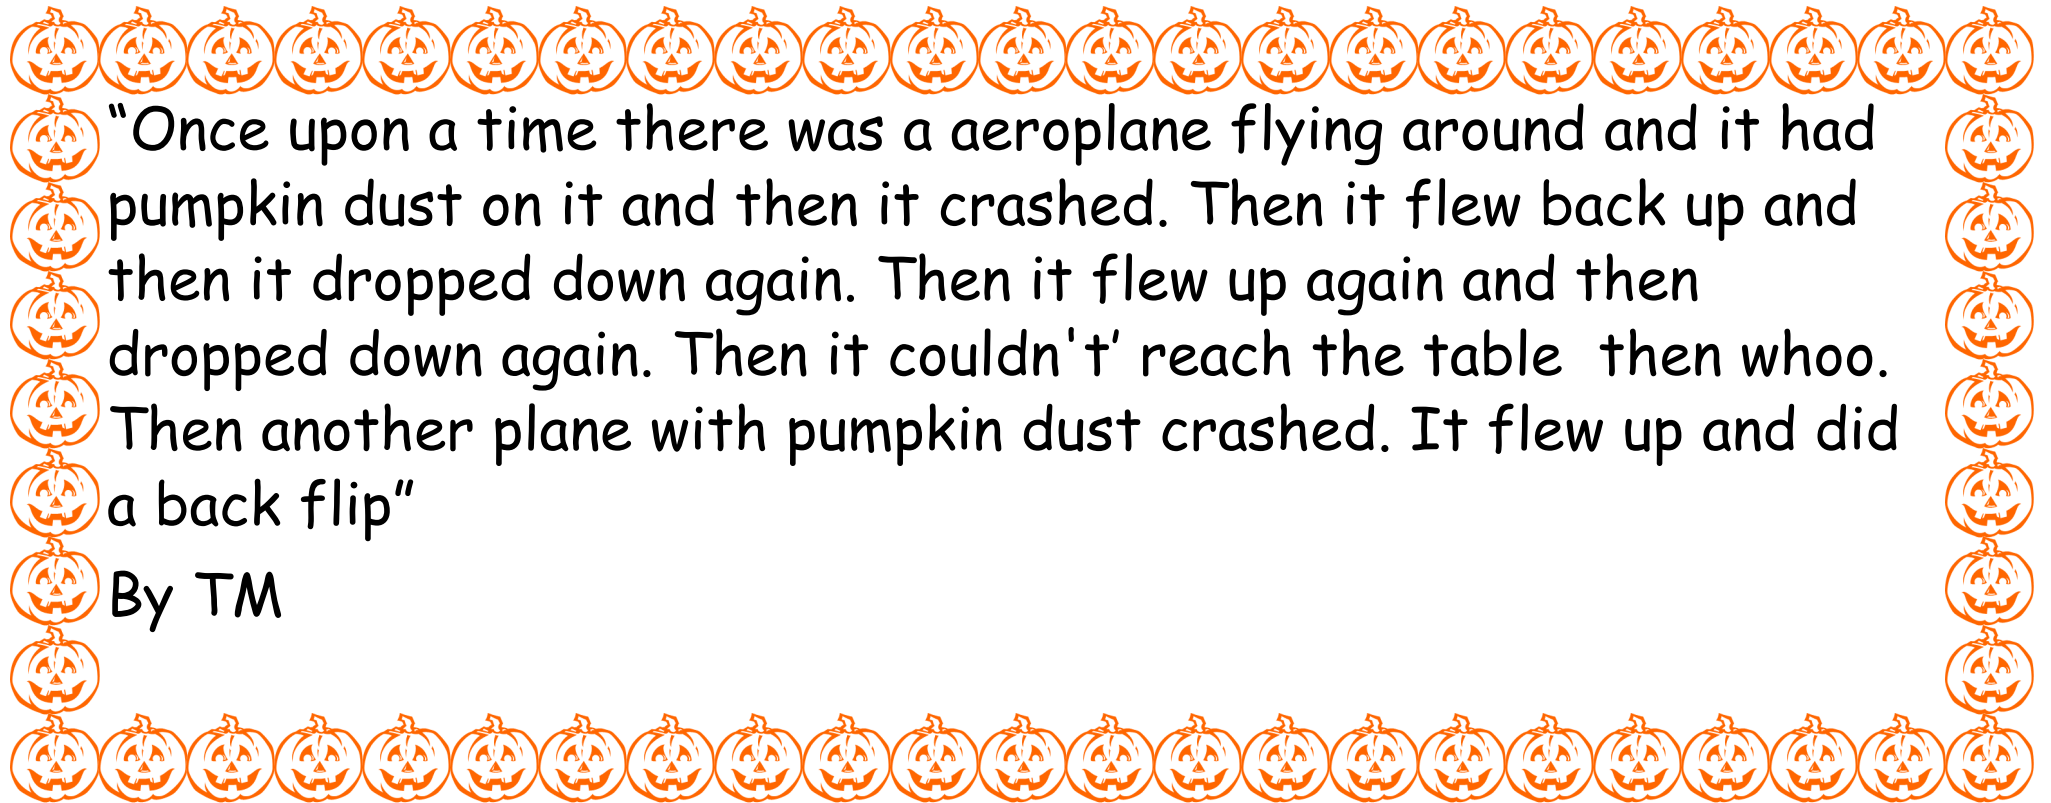 “Once upon a time there was a aeroplane flying around and it had
pumpkin dust on it and then it crashed. Then it flew back up and
then it dropped down again. Then it flew up again and then
dropped down again. Then it couldn't’ reach the table  then whoo.
Then another plane with pumpkin dust crashed. It flew up and did
a back flip”
By TM